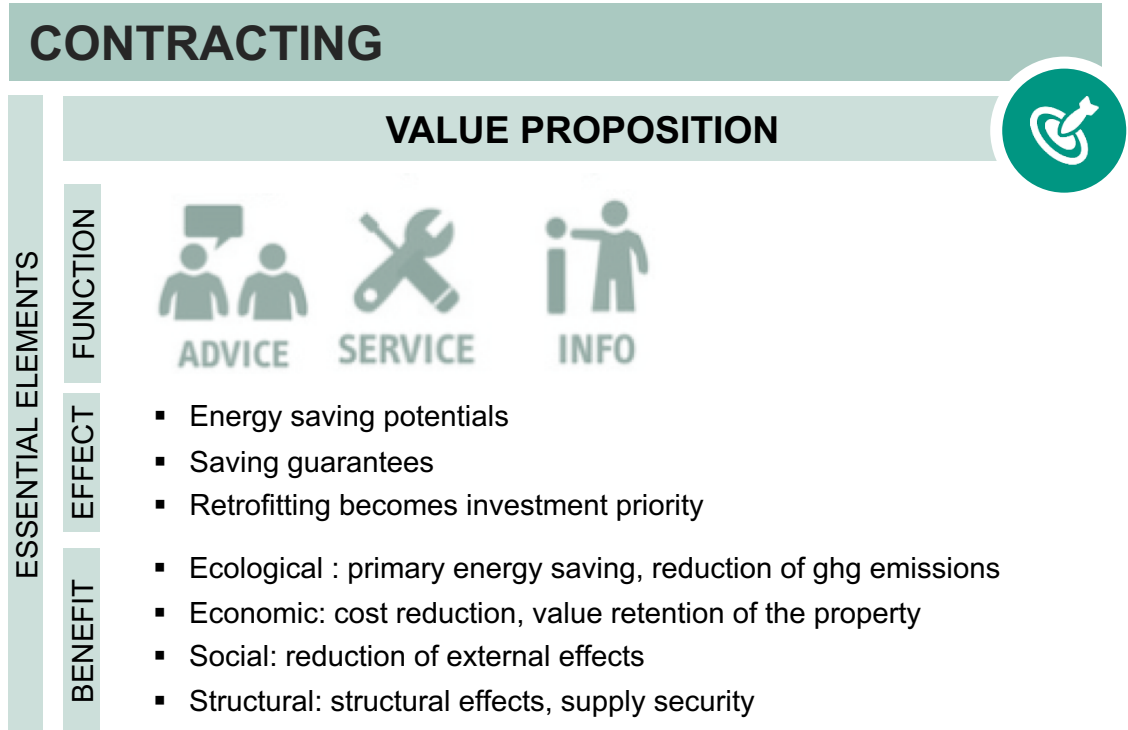 CONTRACTING
VALUE PROPOSITION
ESSENTIAL ELEMENTS
FUNCTION
ADVICE
SERVICE
INFO
EFFECT
▪ Energy saving potentials
▪ Saving guarantees
▪ Retrofitting becomes investment priority
BENEFIT
▪ Ecological : primary energy saving, reduction of ghg emissions
▪ Economic: cost reduction, value retention of the property
▪ Social: reduction of external effects
▪ Structural: structural effects, supply security